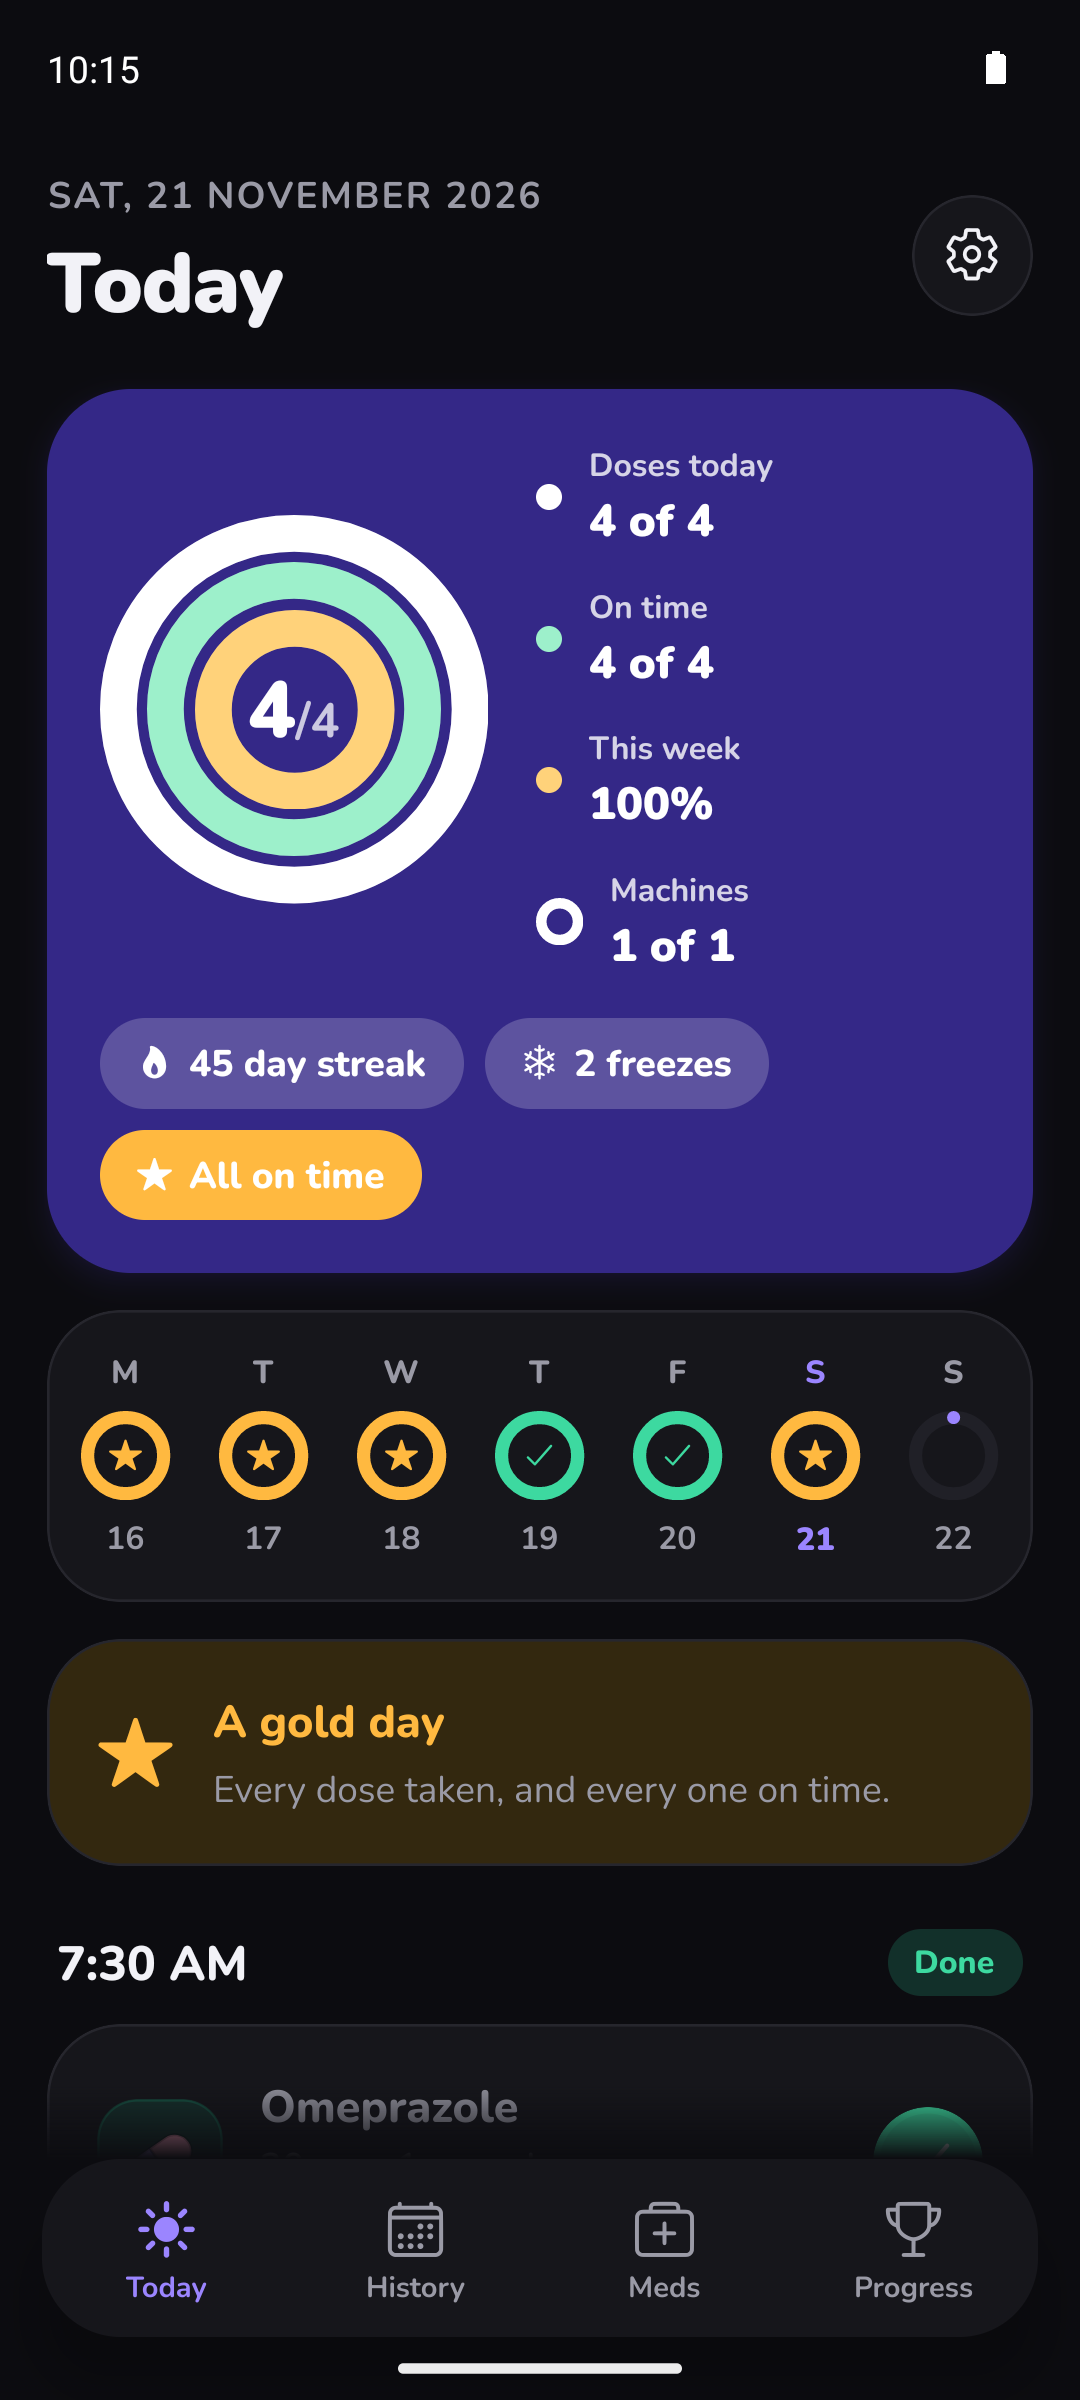 10:15
SAT, 21 NOVEMBER 2026
Today
Doses today
4 of 4
On time
4 of 4
This week
100%
Machines
1 of 1
4/4
45 day streak
2 freezes
All on time
M T W T F S S
16 17 18 19 20 21 22
A gold day
Every dose taken, and every one on time.
7:30 AM
Done
Omeprazole
Today History Meds Progress